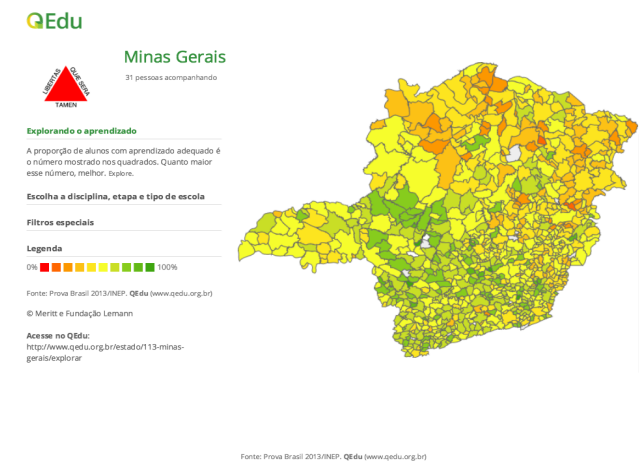 QEdu
Minas Gerais
31 pessoas acompanhando
LIBERTAS QUE SERA
TAMEN
Explorando o aprendizado
A proporção de alunos com aprendizado adequado é
o número mostrado nos quadrados. Quanto maior
esse número, melhor. Explore.
Escolha a disciplina, etapa e tipo de escola
Filtros especiais
Legenda
0% 100%
Fonte: Prova Brasil 2013/INEP. QEdu (www.qedu.org.br)
© Meritt e Fundação Lemann
Acesse no QEdu:
http://www.qedu.org.br/estado/113-minas-
gerais/explorar
Fonte: Prova Brasil 2013/INEP. QEdu (www.qedu.org.br)